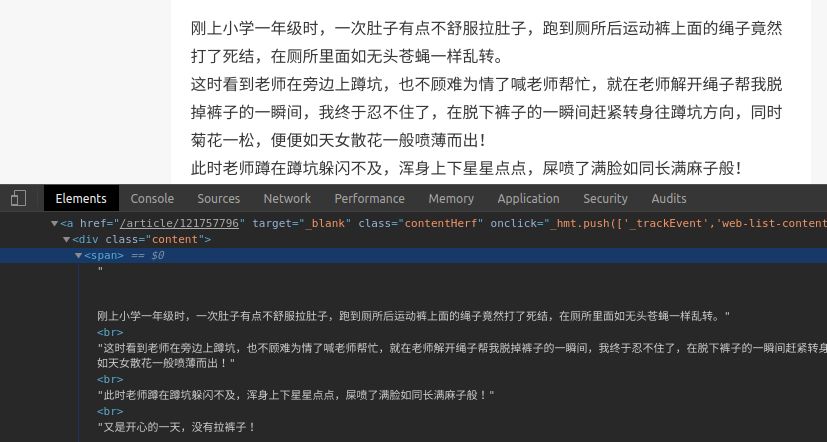 刚上小学一年级时，一次肚子有点不舒服拉肚子，跑到厕所后运动裤上面的绳子竟然
打了死结，在厕所里面如无头苍蝇一样乱转。
这时看到老师在旁边上蹲坑，也不顾难为情了喊老师帮忙，就在老师解开绳子帮我脱
掉裤子的一瞬间，我终于忍不住了，在脱下裤子的一瞬间赶紧转身往蹲坑方向，同时
菊花一松，便便如天女散花一般喷薄而出！
此时老师蹲在蹲坑躲闪不及，浑身上下星星点点，屎喷了满脸如同长满麻子般！
Elements Console Sources Network Performance Memory Application Security Audits
<a href="/article/121757796" target="_blank" class="contentHerf" onclick="_hmt.push(['_trackEvent','web-list-content
<div class="content">
<span> == $0
"
刚上小学一年级时，一次肚子有点不舒服拉肚子，跑到厕所后运动裤上面的绳子竟然打了死结，在厕所里面如无头苍蝇一样乱转。"
<br>
"这时看到老师在旁边上蹲坑，也不顾难为情了喊老师帮忙，就在老师解开绳子帮我脱掉裤子的一瞬间，我终于忍不住了，在脱下裤子的一瞬间赶紧转身
如天女散花一般喷薄而出！"
<br>
"此时老师蹲在蹲坑躲闪不及，浑身上下星星点点，屎喷了满脸如同长满麻子般！"
<br>
"又是开心的一天，没有拉裤子！